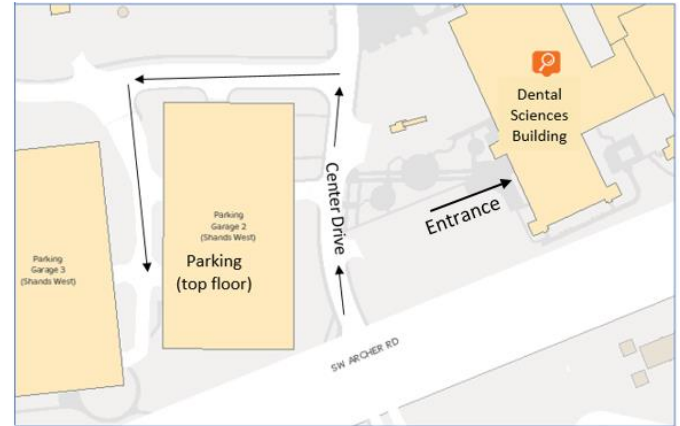 Dental
Sciences
Building
Center Drive
Entrance
Parking
Garage 2
(Shands West)
Parking
(top floor)
Parking
Garage 3
(Shands West)
SW ARCHER RD